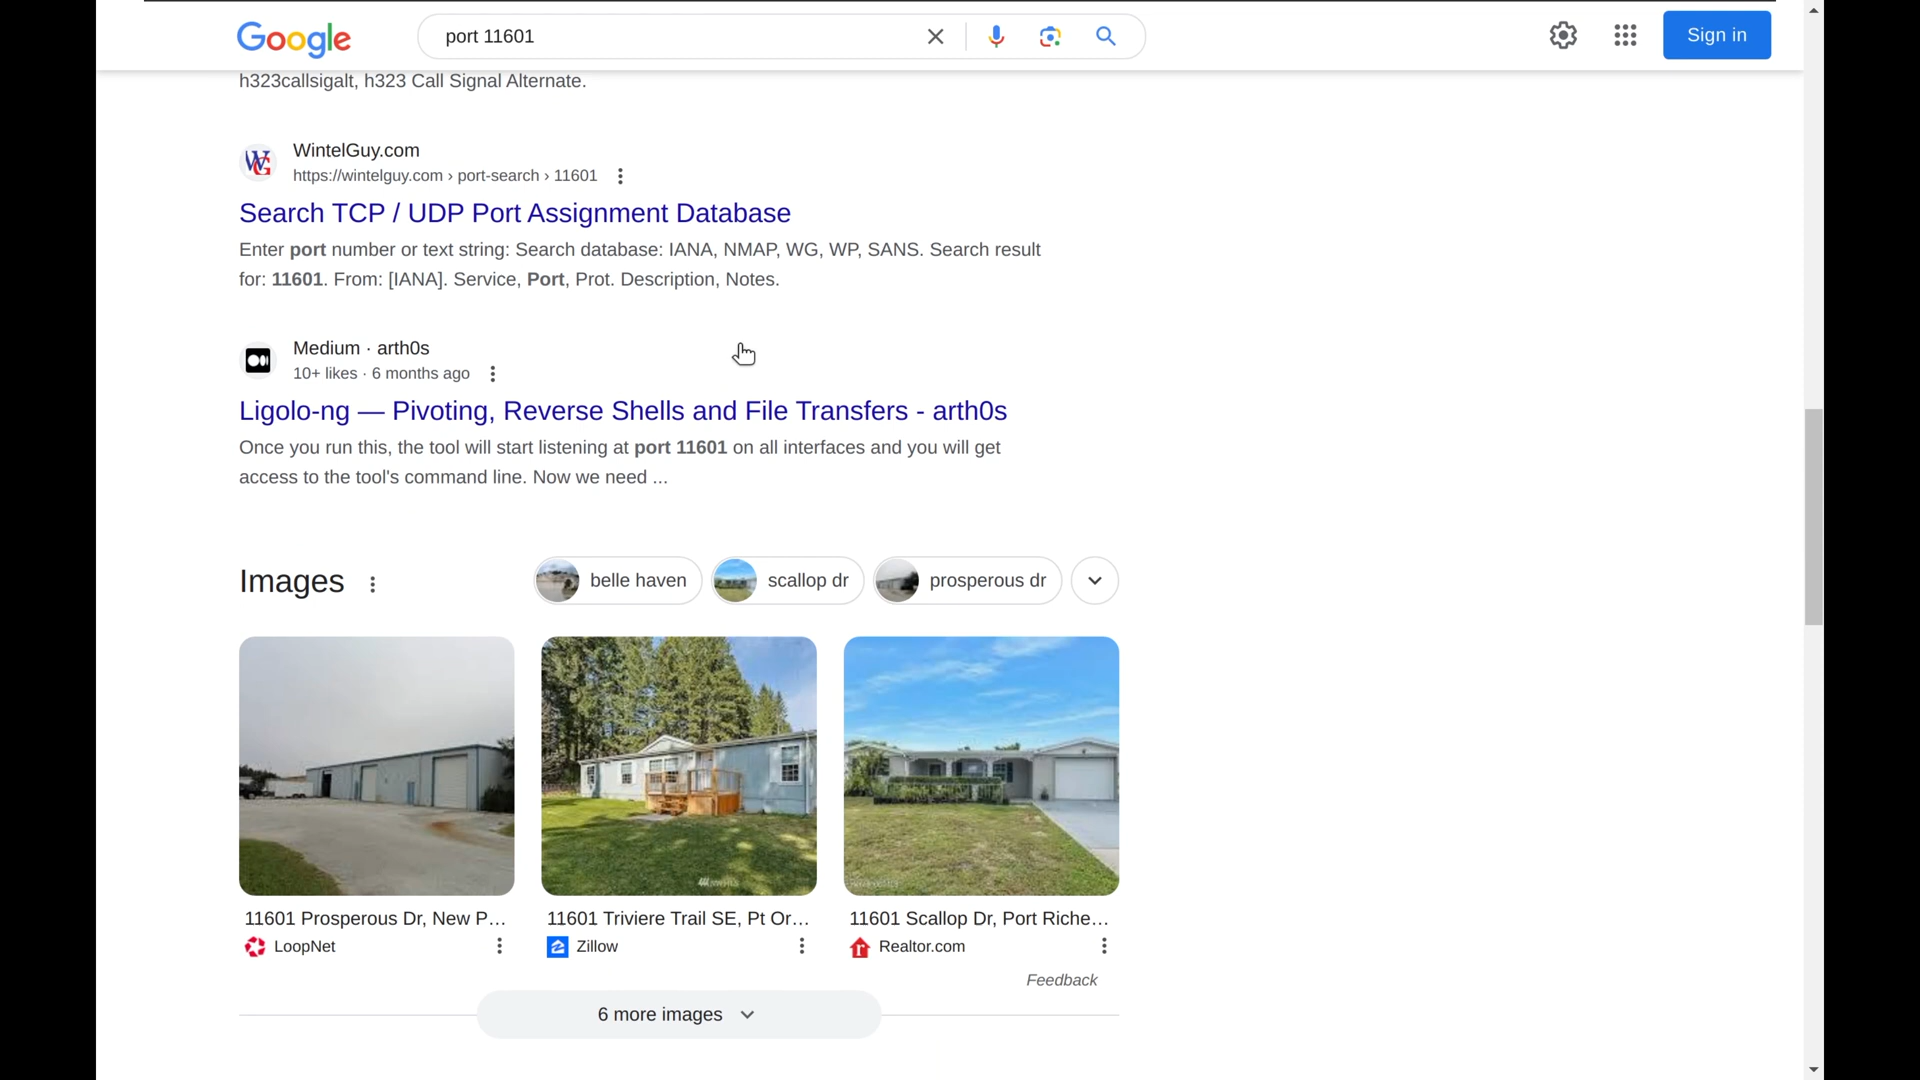 Google
port 11601
Sign in
h323callsigalt, h323 Call Signal Alternate.
WintelGuy.com
https://wintelguy.com › port-search › 11601
Search TCP / UDP Port Assignment Database
Enter port number or text string: Search database: IANA, NMAP, WG, WP, SANS. Search result
for: 11601. From: [IANA]. Service, Port, Prot. Description, Notes.
Medium · arth0s
10+ likes · 6 months ago
Ligolo-ng — Pivoting, Reverse Shells and File Transfers - arth0s
Once you run this, the tool will start listening at port 11601 on all interfaces and you will get
access to the tool's command line. Now we need ...
Images
belle haven
scallop dr
prosperous dr
11601 Prosperous Dr, New P...
11601 Triviere Trail SE, Pt Or...
11601 Scallop Dr, Port Riche...
LoopNet
Zillow
Realtor.com
Feedback
6 more images